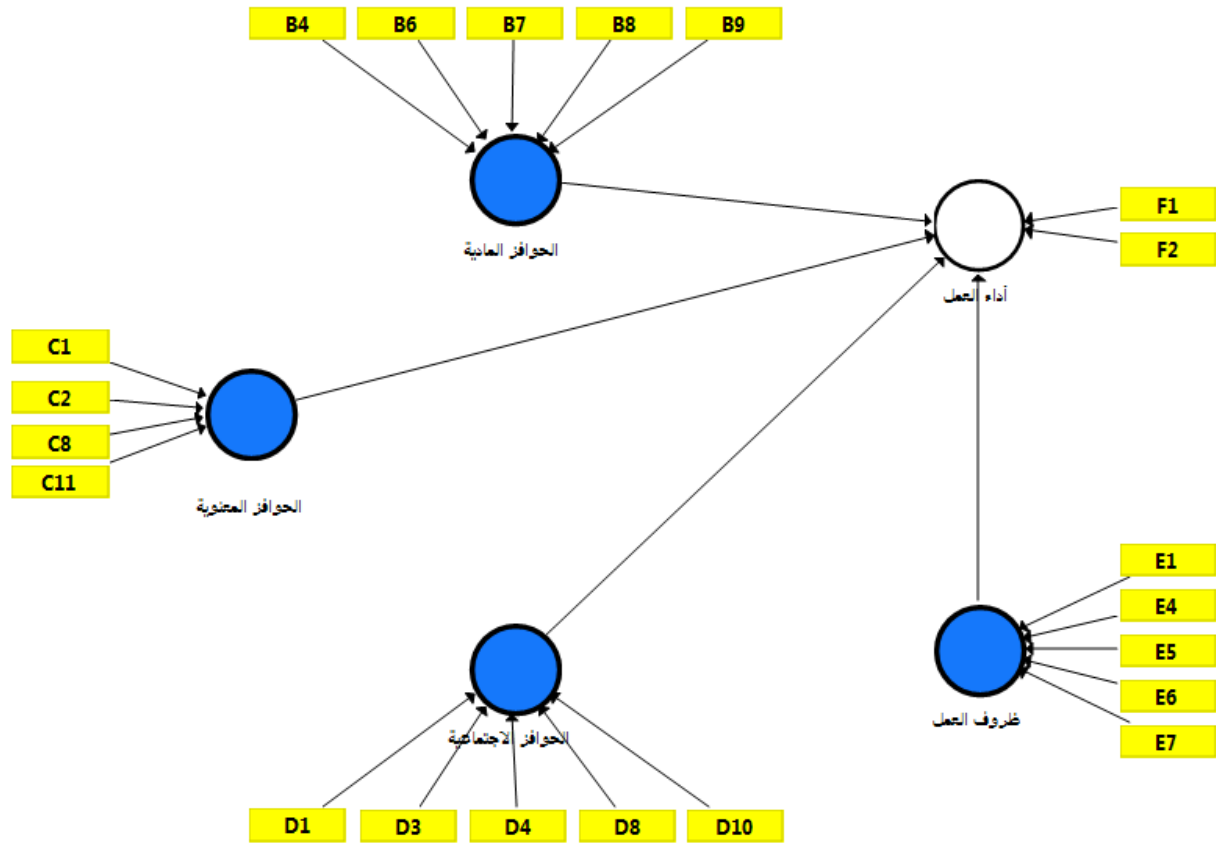 B4 B6 B7 B8 B9
الحوافز المادية
F1
F2
أداء العمل
C1
C2
C8
C11
الحوافز المعنوية
E1
E4
E5
E6
E7
ظروف العمل
الحوافز الاجتماعية
D1 D3 D4 D8 D10